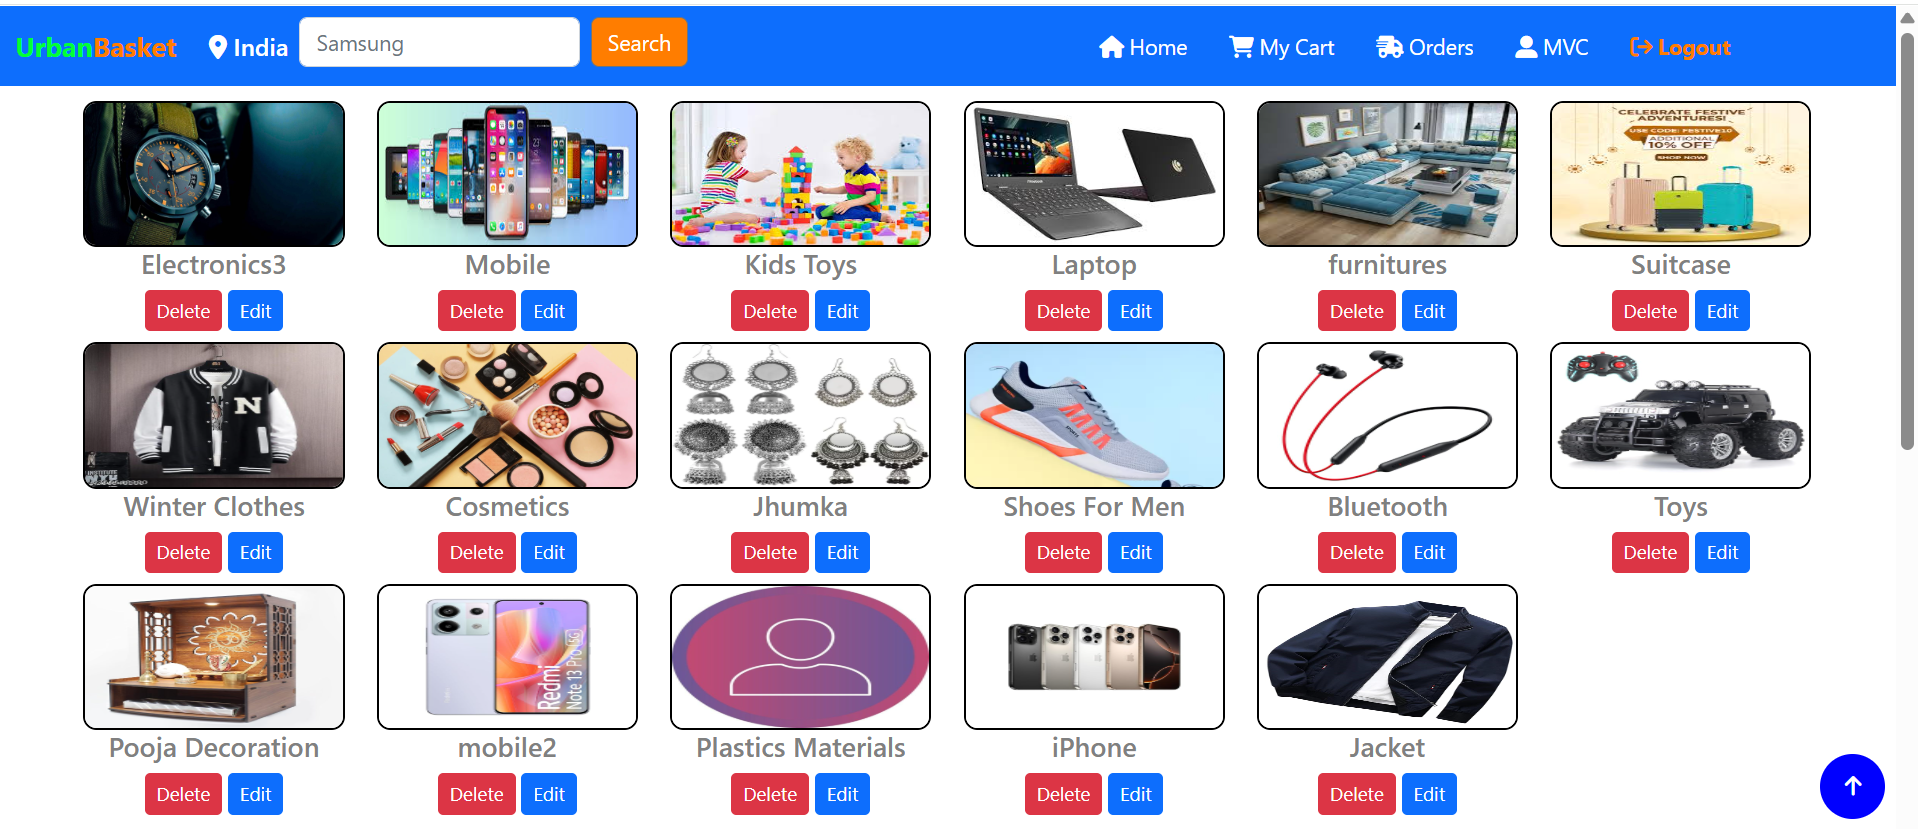 UrbanBasket India Samsung Search Home My Cart Orders MVC Logout
CELEBRATE FESTIVE
ADVENTURES!
USE CODE: FESTIVE10
ADDITIONAL
10% OFF
SHOP NOW
Electronics3 Mobile Kids Toys Laptop furnitures Suitcase
Delete Edit Delete Edit Delete Edit Delete Edit Delete Edit Delete Edit
N
SPORTS
Winter Clothes Cosmetics Jhumka Shoes For Men Bluetooth Toys
Delete Edit Delete Edit Delete Edit Delete Edit Delete Edit Delete Edit
Redmi
Note 13 Pro 5G
Pooja Decoration mobile2 Plastics Materials iPhone Jacket
Delete Edit Delete Edit Delete Edit Delete Edit Delete Edit